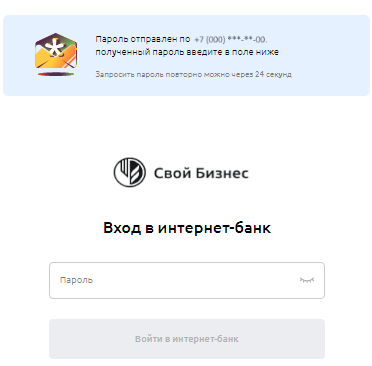 Пароль отправлен по +7 (000) ***-**-00,
полученный пароль введите в поле ниже
Запросить пароль повторно можно через 24 секунд
Свой Бизнес
Вход в интернет-банк
Пароль
Войти в интернет-банк